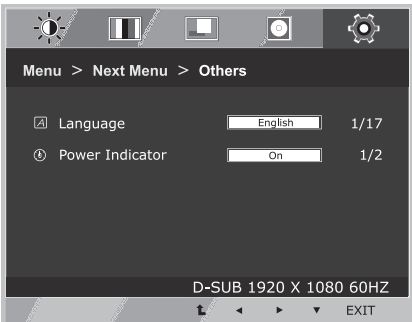 Menu > Next Menu > Others
Language English 1/17
Power Indicator On 1/2
D-SUB 1920 X 1080 60HZ
EXIT